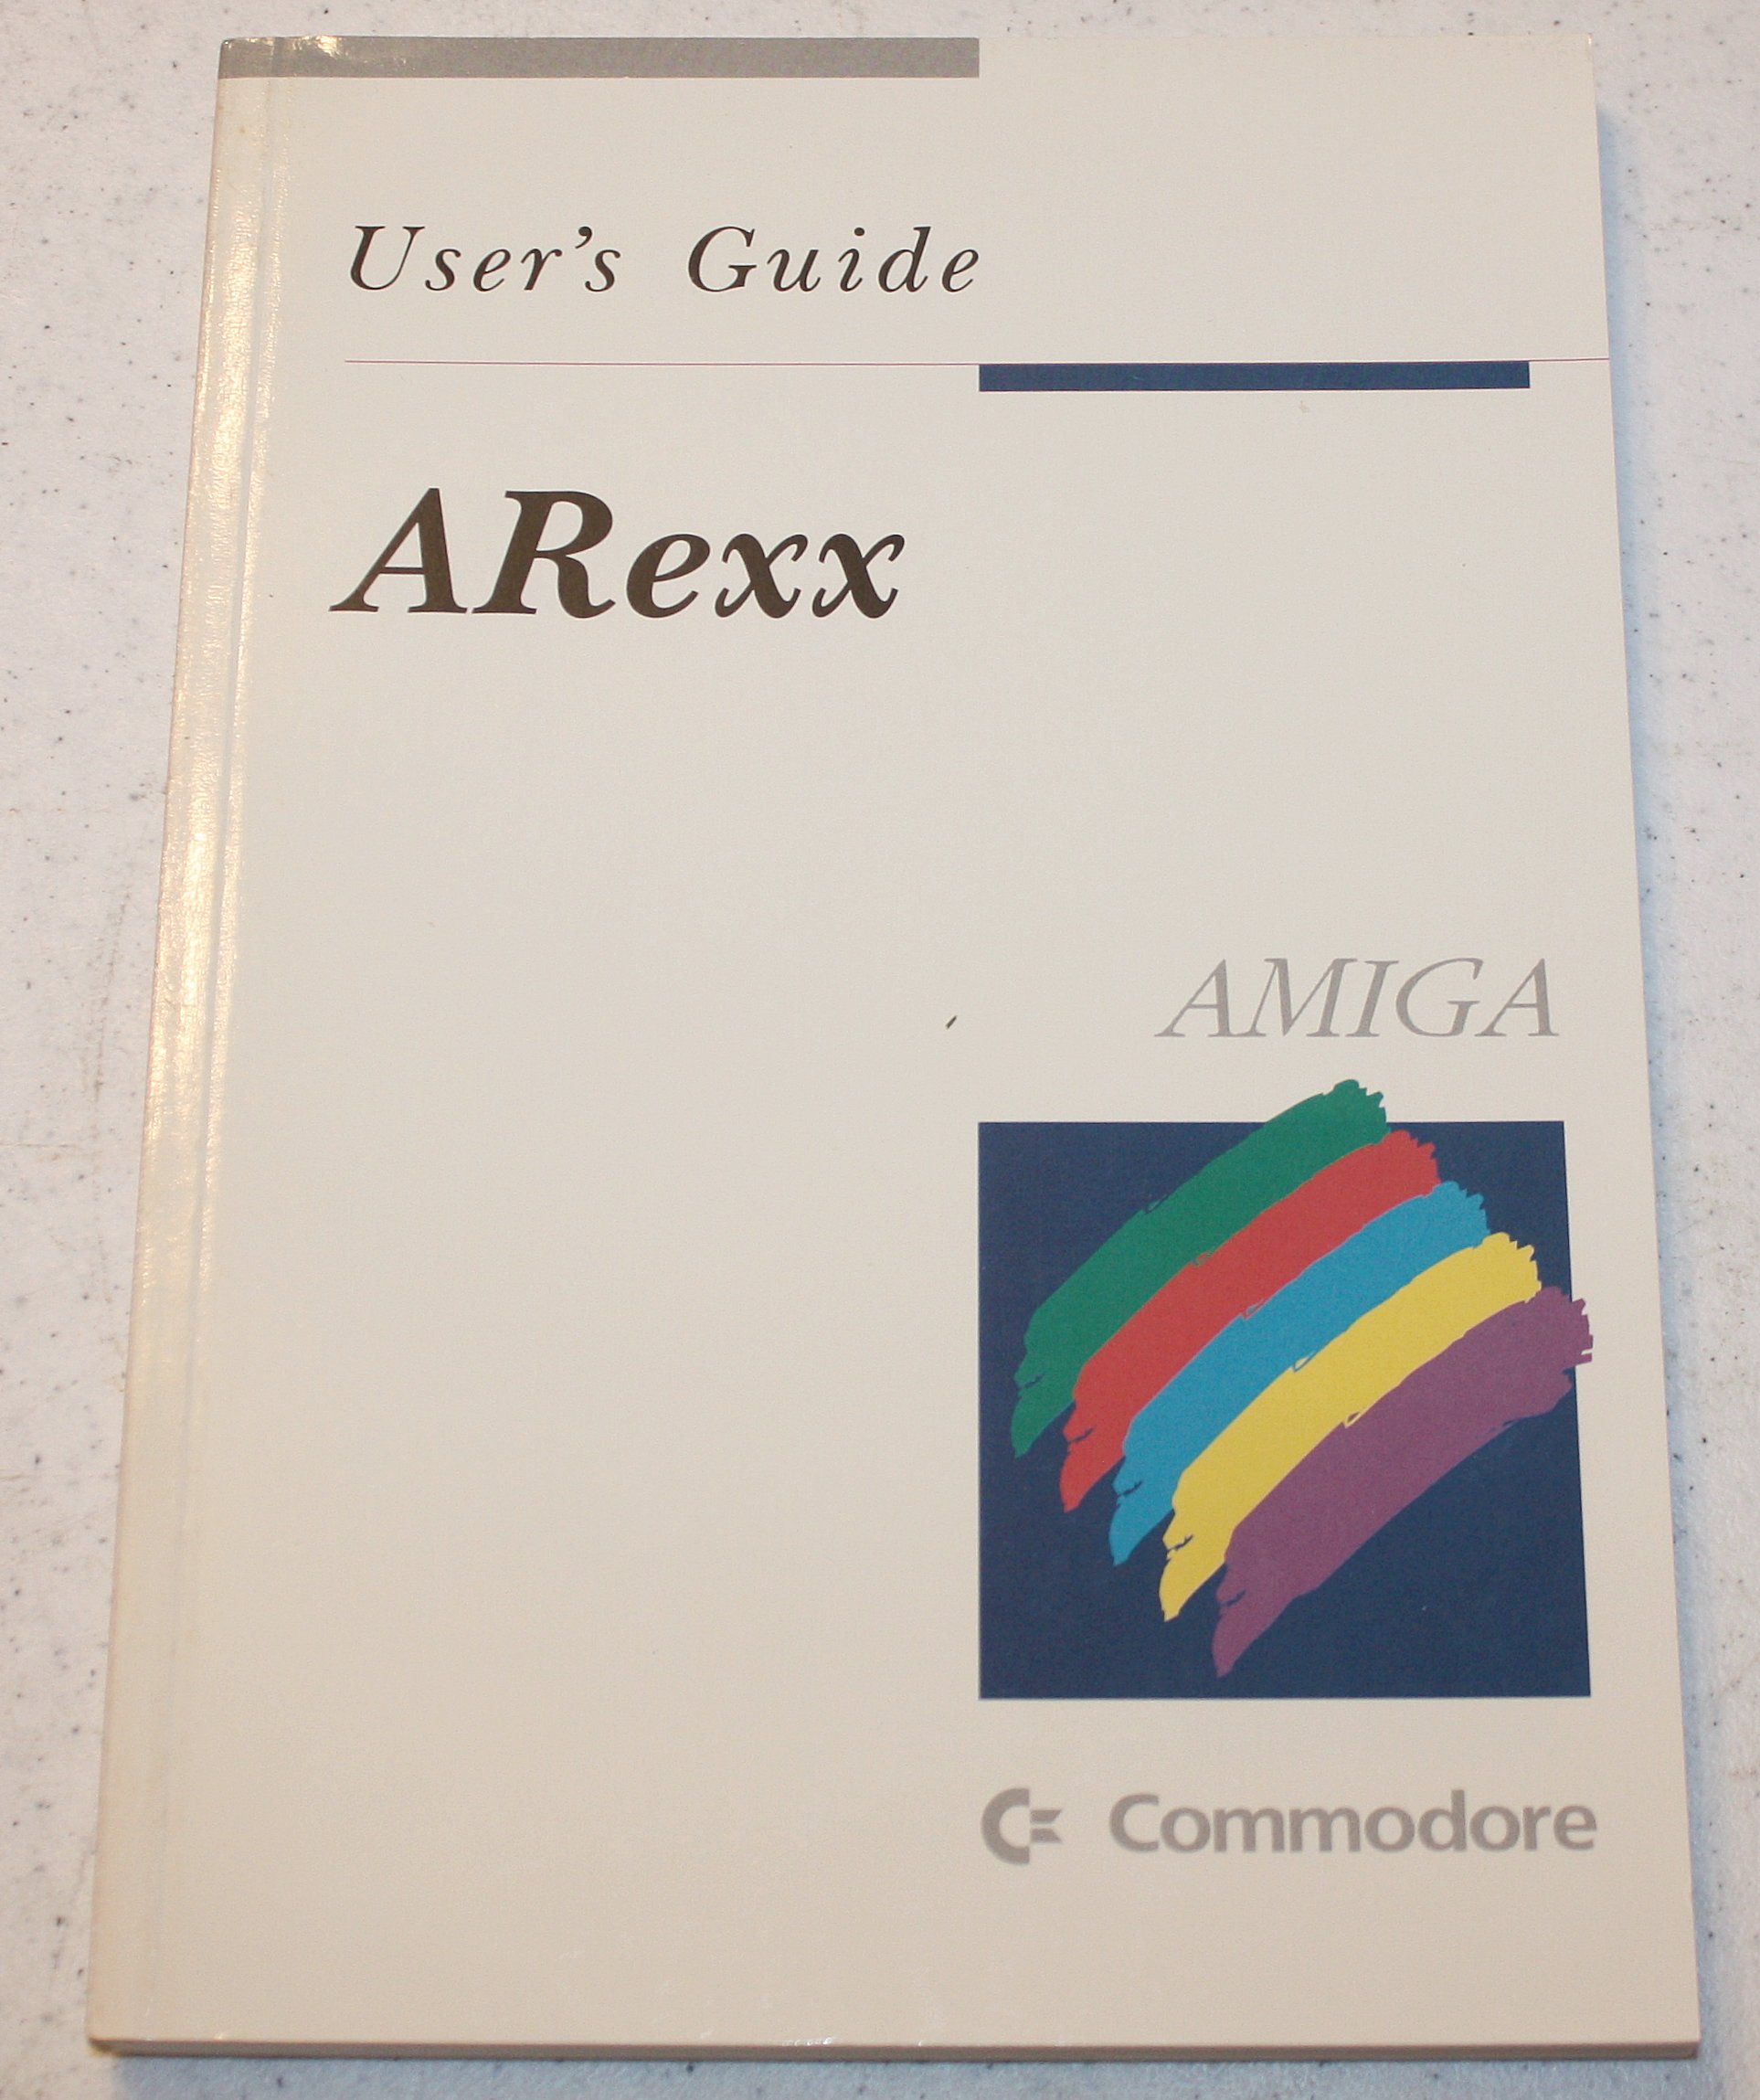 User's Guide
ARexx
AMIGA
Commodore